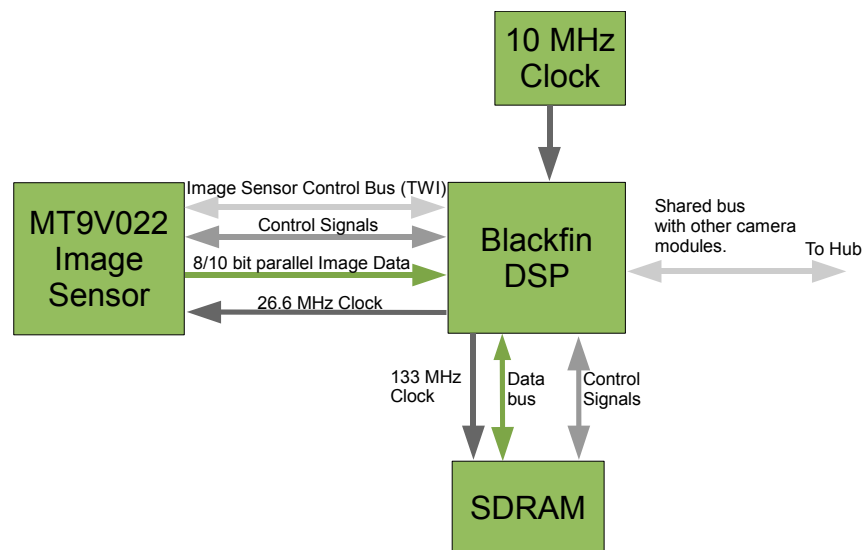 10 MHz
Clock
Image Sensor Control Bus (TWI)
Control Signals
8/10 bit parallel Image Data
26.6 MHz Clock
MT9V022
Image
Sensor
Blackfin
DSP
Shared bus
with other camera
modules.
To Hub
133 MHz
Clock
Data
bus
Control
Signals
SDRAM